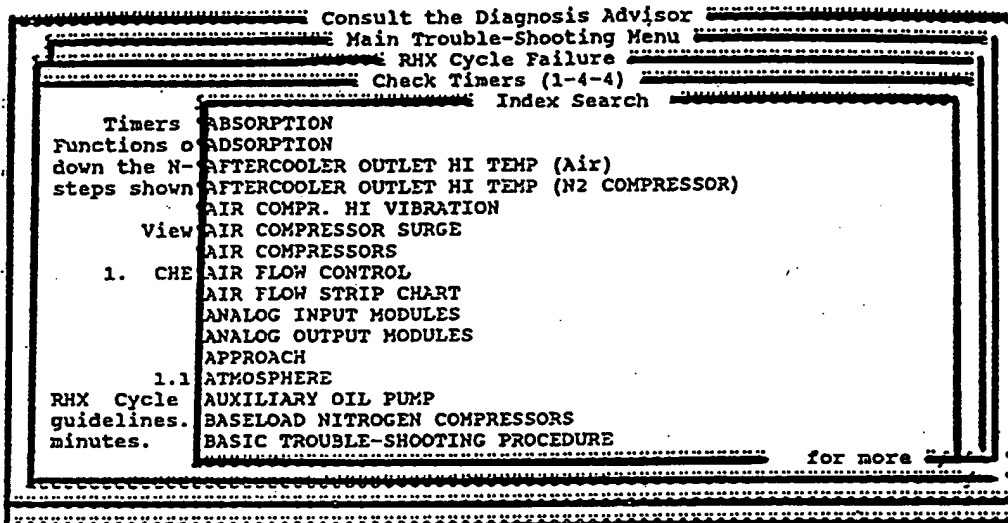 Consult the Diagnosis Advisor
Main Trouble-Shooting Menu
RHX Cycle Failure
Check Timers (1-4-4)
Index Search
Timers ABSORPTION
Functions o ADSORPTION
down the N- AFTERCOOLER OUTLET HI TEMP (Air)
steps shown AFTERCOOLER OUTLET HI TEMP (N2 COMPRESSOR)
AIR COMPR. HI VIBRATION
View AIR COMPRESSOR SURGE
AIR COMPRESSORS
1. CHE AIR FLOW CONTROL
AIR FLOW STRIP CHART
ANALOG INPUT MODULES
ANALOG OUTPUT MODULES
APPROACH
1.1 ATMOSPHERE
RHX Cycle AUXILIARY OIL PUMP
guidelines. BASELOAD NITROGEN COMPRESSORS
minutes. BASIC TROUBLE-SHOOTING PROCEDURE
for more